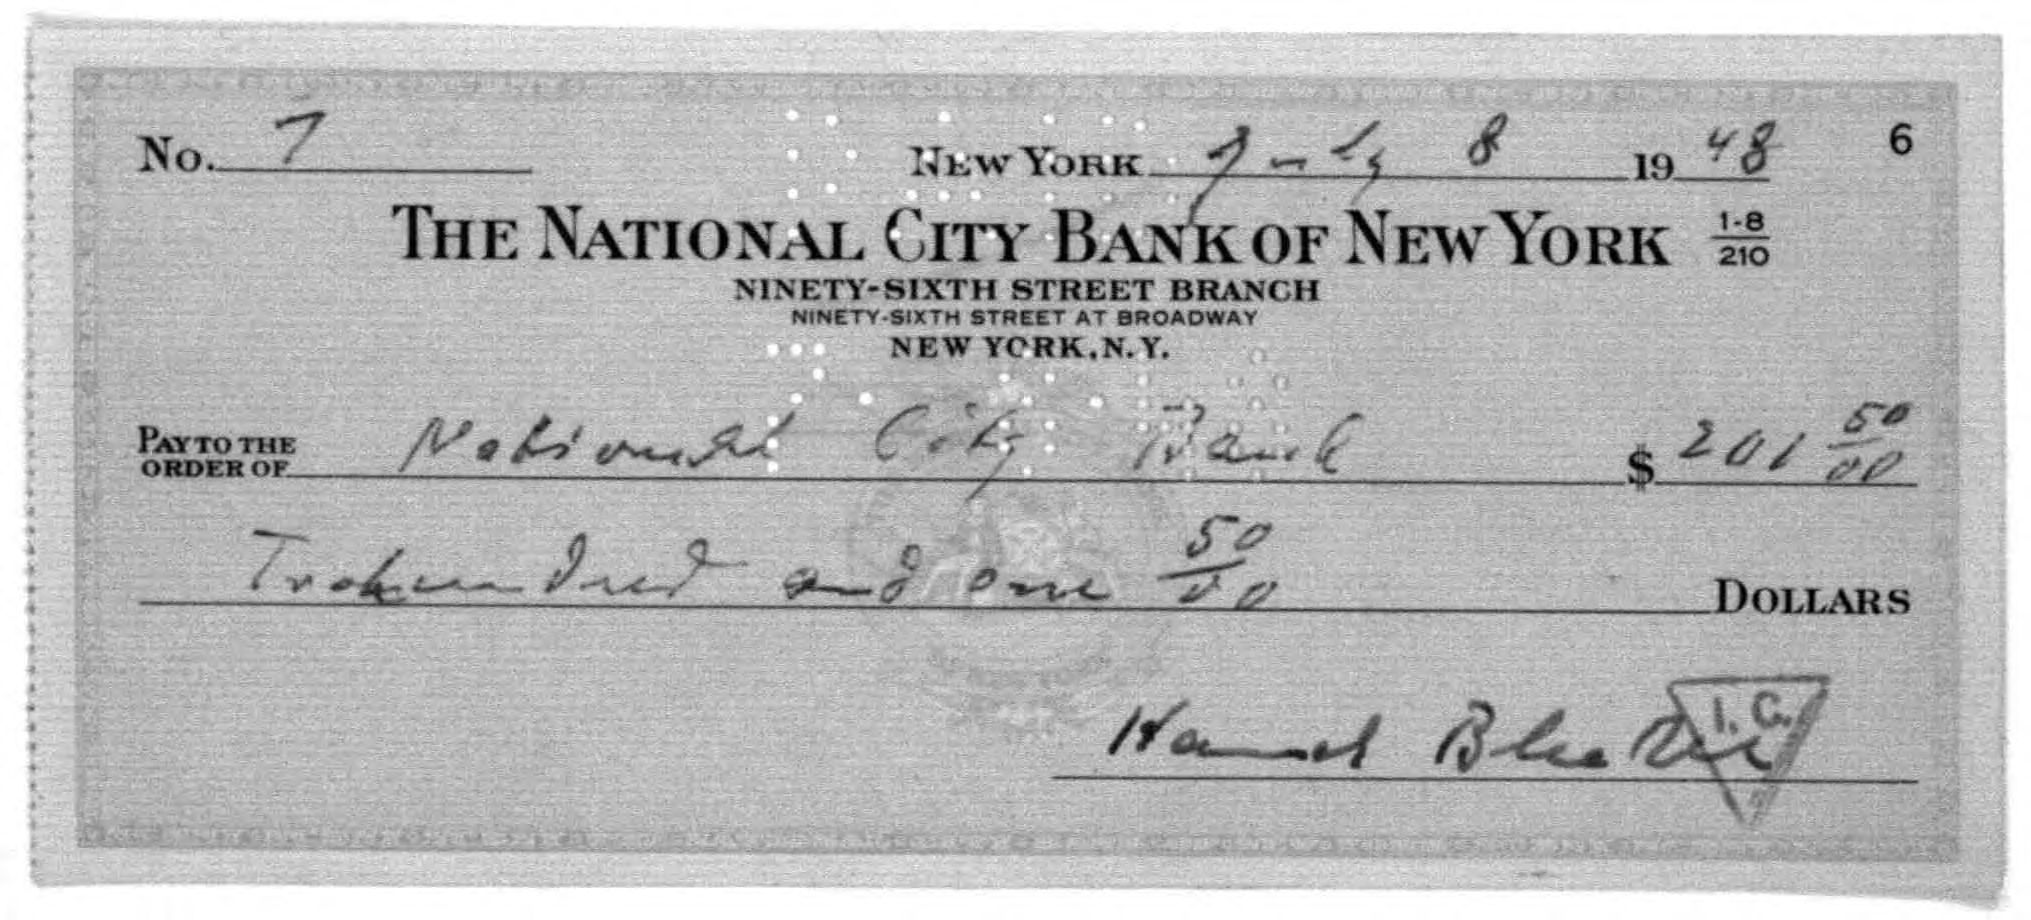 No. 7 NEW YORK July 8 1948 6
THE NATIONAL CITY BANK OF NEW YORK 1-8/210
NINETY-SIXTH STREET BRANCH
NINETY-SIXTH STREET AT BROADWAY
NEW YORK, N.Y.
PAY TO THE ORDER OF National City Bank $ 201 50/00
Twohundred and one 50/00 DOLLARS
I.C.